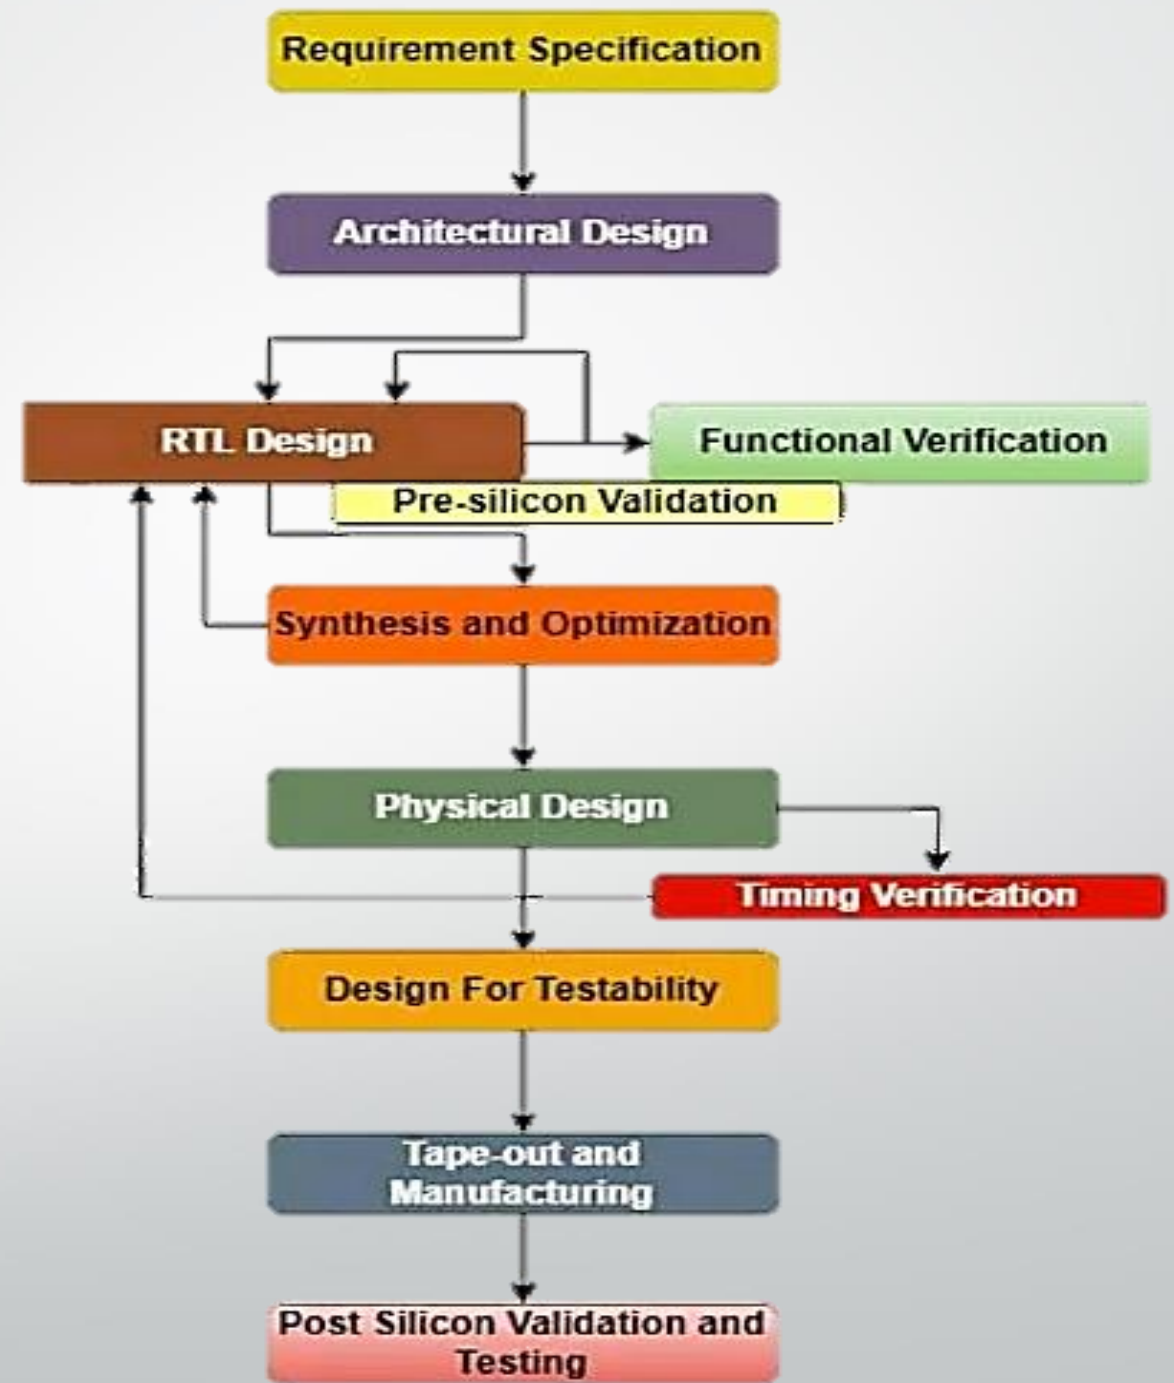 Requirement Specification
Architectural Design
RTL Design
Functional Verification
Pre-silicon Validation
Synthesis and Optimization
Physical Design
Timing Verification
Design For Testability
Tape-out and
Manufacturing
Post Silicon Validation and
Testing